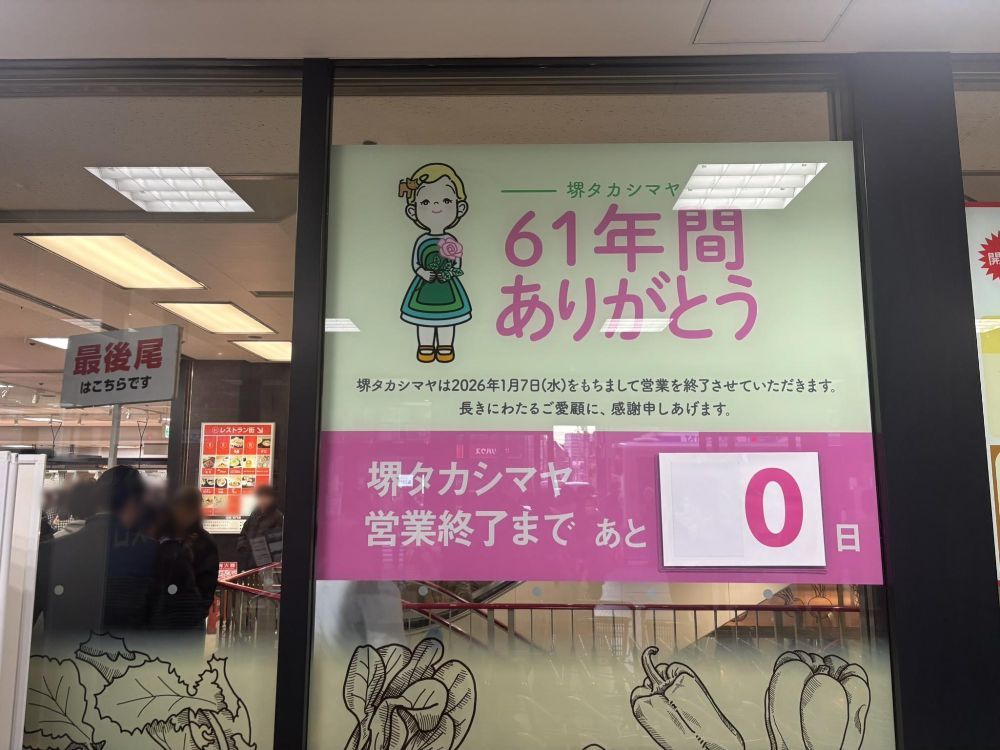 堺タカシマヤ
61年間
ありがとう
堺タカシマヤは2026年1月7日(水)をもちまして営業を終了させていただきます。
長きにわたるご愛顧に、感謝申しあげます。
堺タカシマヤ
営業終了まで あと 0 日
最後尾
はこちらです
レストラン街
開